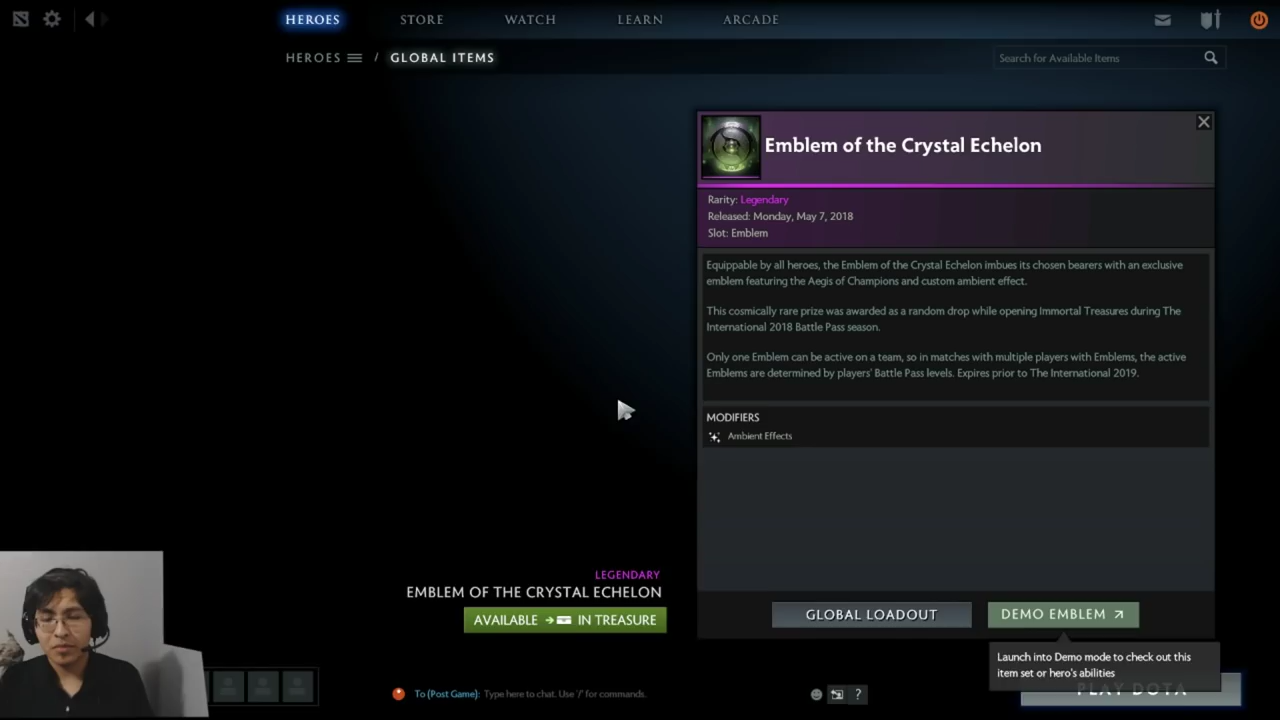 HEROES
STORE
WATCH
LEARN
ARCADE
HEROES / GLOBAL ITEMS
Search for Available Items
Emblem of the Crystal Echelon
Rarity: Legendary
Released: Monday, May 7, 2018
Slot: Emblem
Equippable by all heroes, the Emblem of the Crystal Echelon imbues its chosen bearers with an exclusive
emblem featuring the Aegis of Champions and custom ambient effect.
This cosmically rare prize was awarded as a random drop while opening Immortal Treasures during The
International 2018 Battle Pass season.
Only one Emblem can be active on a team, so in matches with multiple players with Emblems, the active
Emblems are determined by players' Battle Pass levels. Expires prior to The International 2019.
MODIFIERS
Ambient Effects
LEGENDARY
EMBLEM OF THE CRYSTAL ECHELON
AVAILABLE IN TREASURE
GLOBAL LOADOUT
DEMO EMBLEM
Launch into Demo mode to check out this
item set or hero's abilities
PLAY DOTA
To (Post Game): Type here to chat. Use '/' for commands.
?